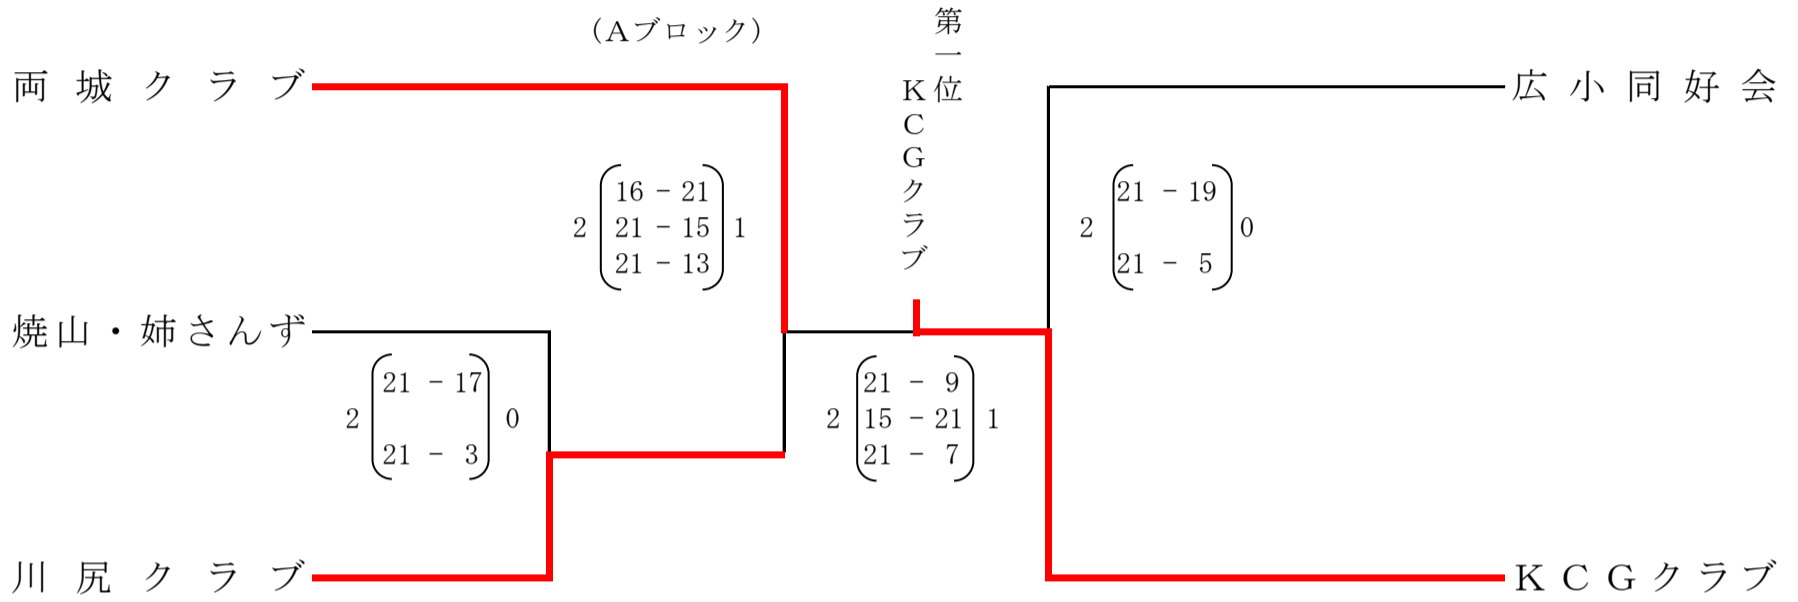 （Aブロック）
第一位
KCGクラブ
両城クラブ
広小同好会
16 - 21
2 21 - 15 1
21 - 13
21 - 19
2 0
21 - 5
焼山・姉さんず
21 - 17
2 0
21 - 3
21 - 9
2 15 - 21 1
21 - 7
川尻クラブ
KCGクラブ